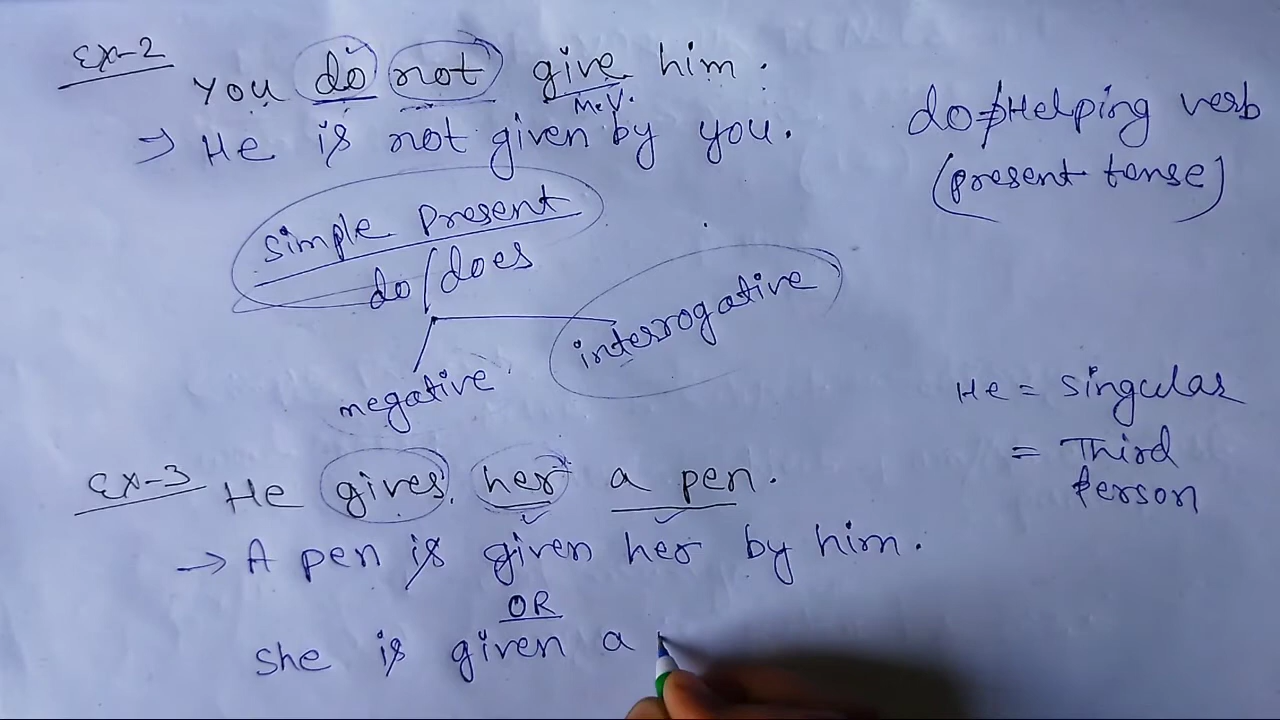 Ex-2
You do not give him.
M.V.
→ He is not given by you.
do ≠ Helping verb
(present tense)
Simple Present
do/does
negative
interrogative
He = Singular
= Third
Person
Ex-3 He gives her a pen.
→ A pen is given her by him.
OR
She is given a